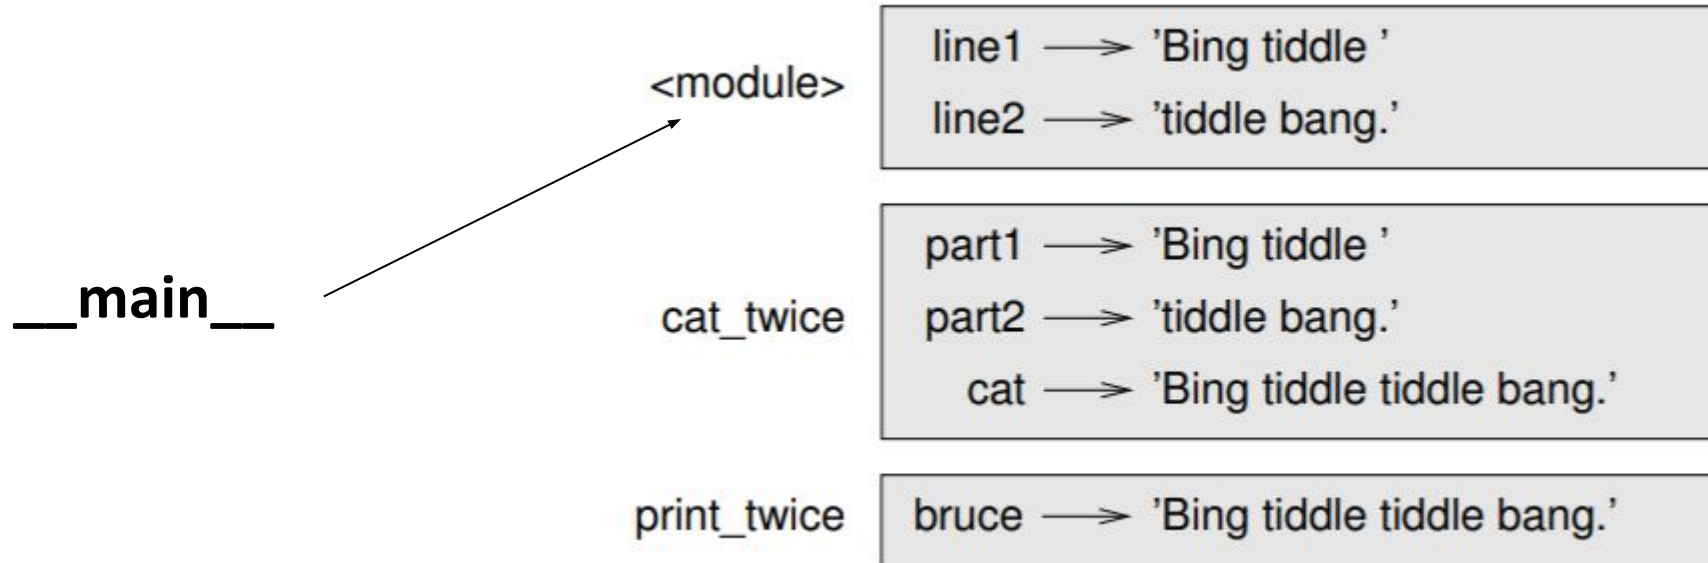 <module>
line1 → ’Bing tiddle ’
line2 → ’tiddle bang.’
__main__
cat_twice
part1 → ’Bing tiddle ’
part2 → ’tiddle bang.’
cat → ’Bing tiddle tiddle bang.’
print_twice
bruce → ’Bing tiddle tiddle bang.’